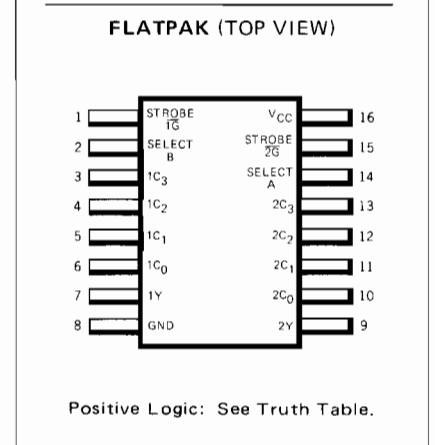 FLATPAK (TOP VIEW)
1 STROBE 1G̅ VCC 16
2 SELECT B STROBE 2G̅ 15
3 1C3 SELECT A 14
4 1C2 2C3 13
5 1C1 2C2 12
6 1C0 2C1 11
7 1Y 2C0 10
8 GND 2Y 9
Positive Logic: See Truth Table.